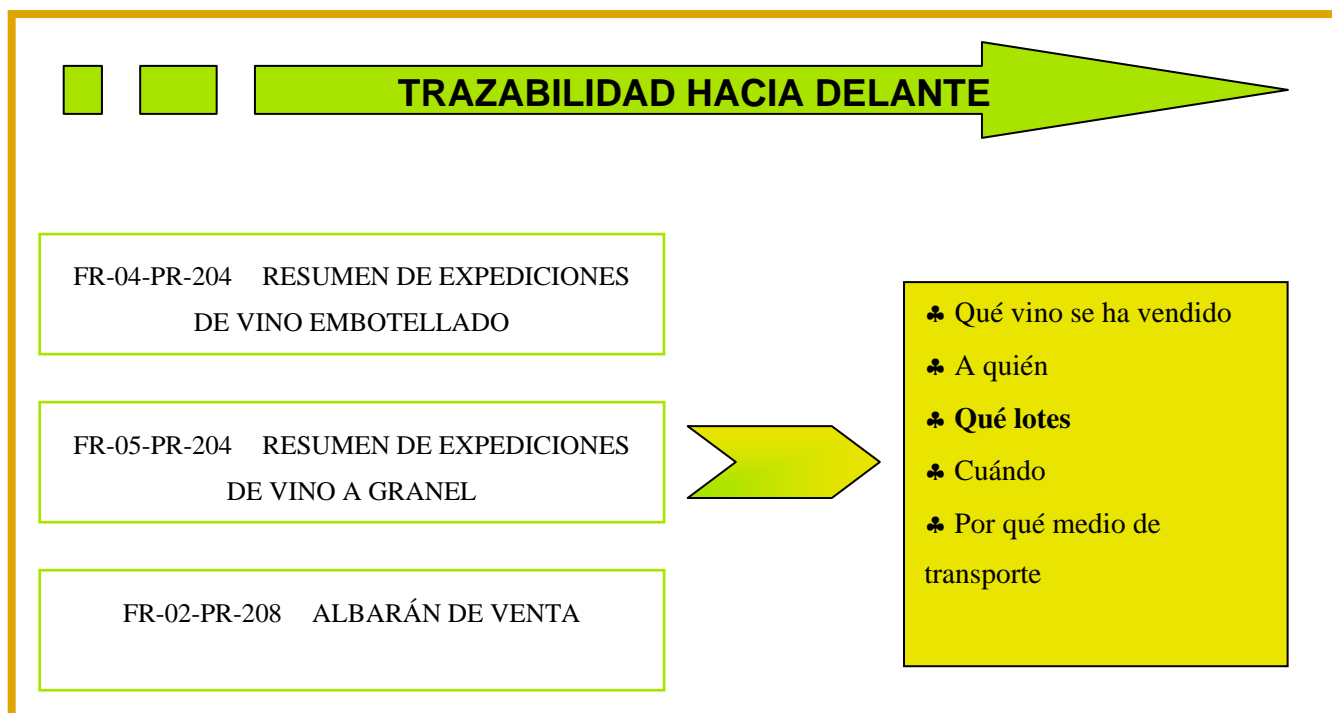 TRAZABILIDAD HACIA DELANTE
FR-04-PR-204 RESUMEN DE EXPEDICIONES
DE VINO EMBOTELLADO
FR-05-PR-204 RESUMEN DE EXPEDICIONES
DE VINO A GRANEL
FR-02-PR-208 ALBARÁN DE VENTA
♣ Qué vino se ha vendido
♣ A quién
♣ Qué lotes
♣ Cuándo
♣ Por qué medio de
transporte